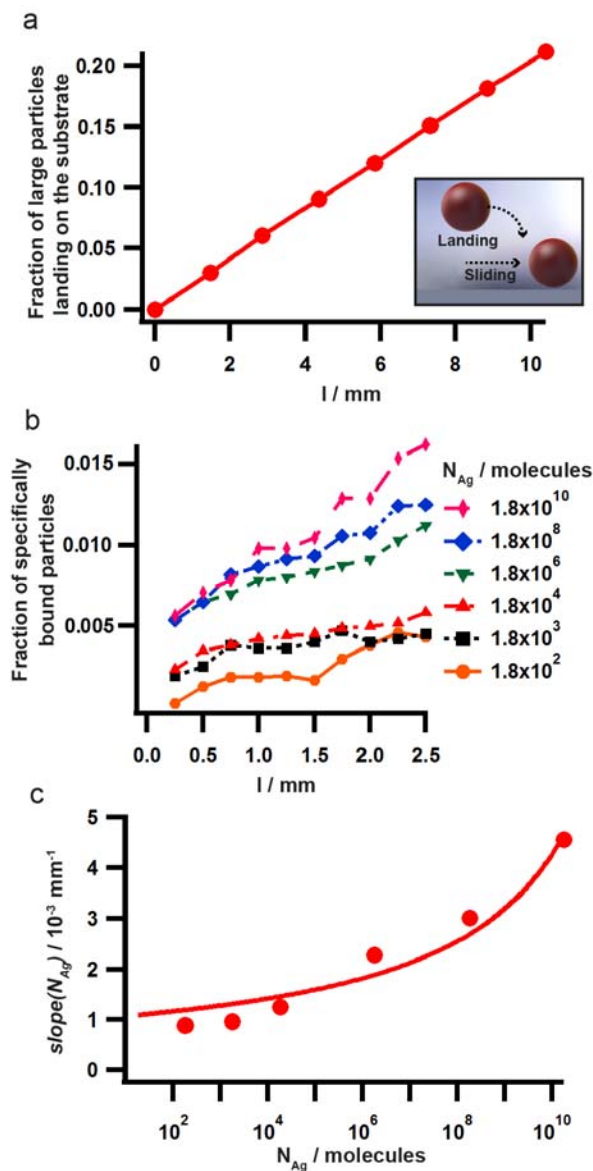 a
Fraction of large particles
landing on the substrate
0.20
0.15
0.10
0.05
0.00
Landing
Sliding
0 2 4 6 8 10
l / mm
b
Fraction of specifically
bound particles
0.015
0.010
0.005
N_Ag / molecules
1.8x10^10
1.8x10^8
1.8x10^6
1.8x10^4
1.8x10^3
1.8x10^2
0.0 0.5 1.0 1.5 2.0 2.5
l / mm
c
slope(N_Ag) / 10^-3 mm^-1
5
4
3
2
1
0
10^2 10^4 10^6 10^8 10^10
N_Ag / molecules